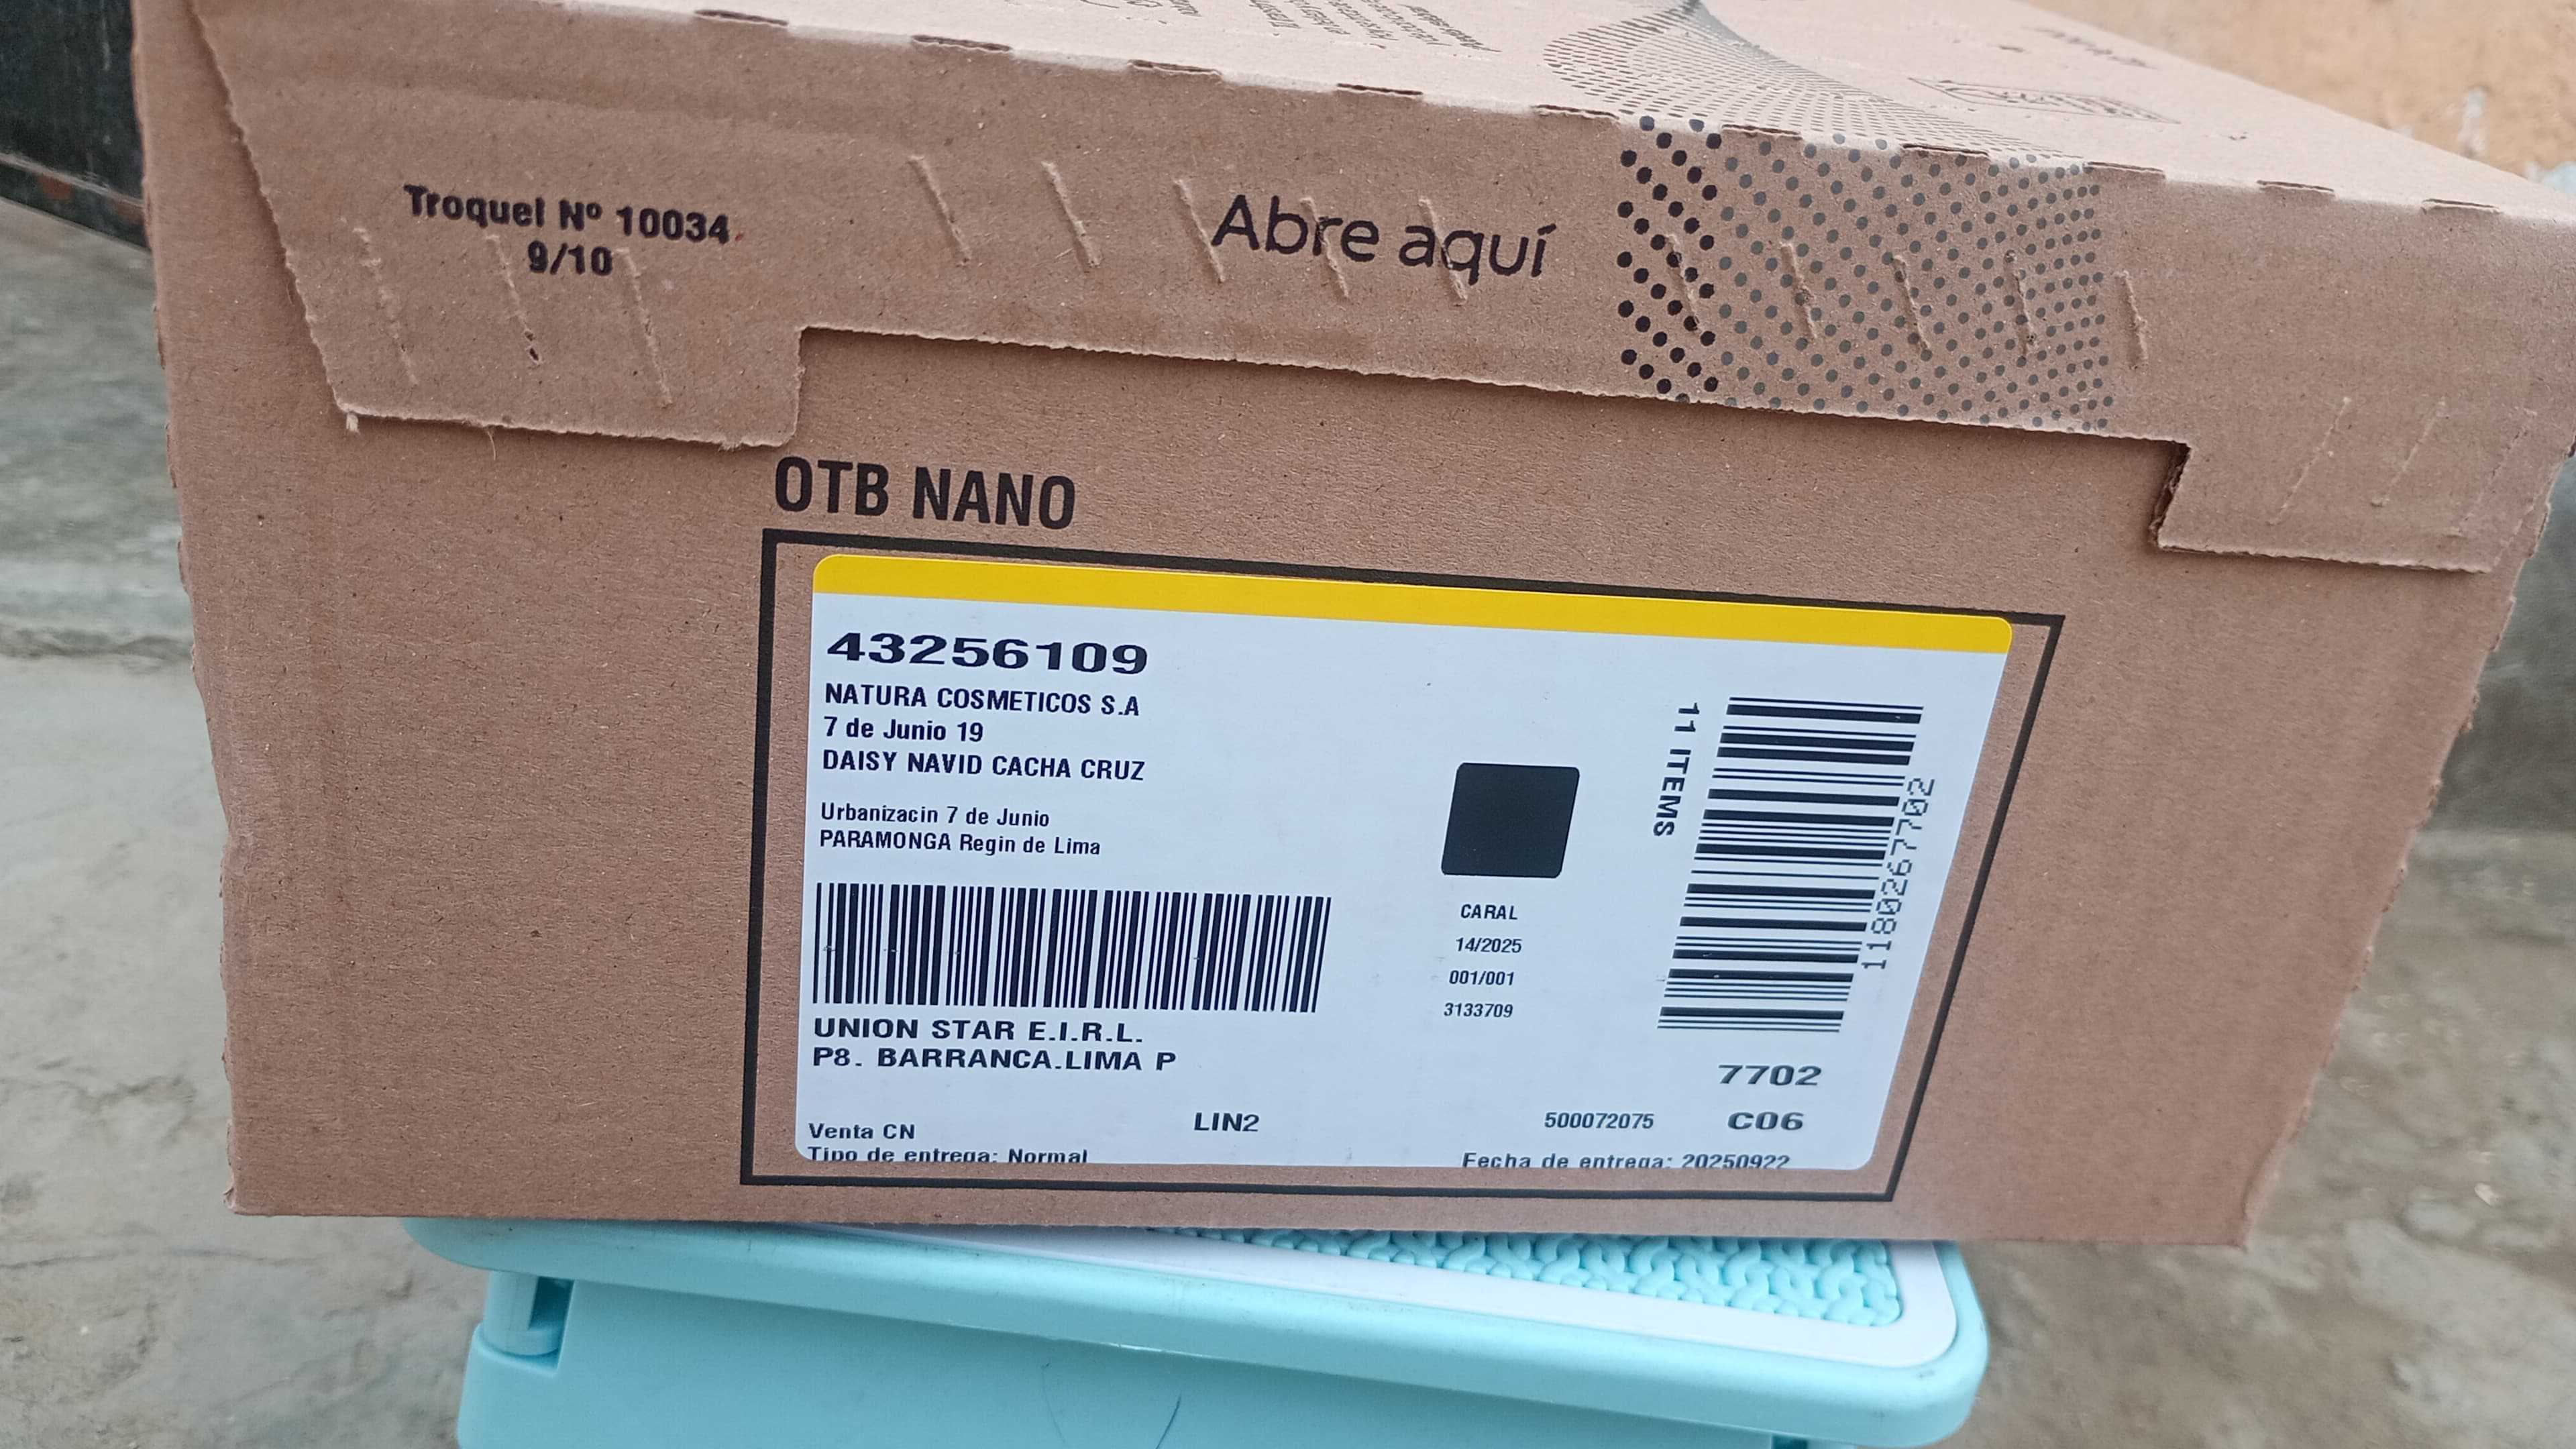 Troquel Nº 10034
9/10
Abre aquí
OTB NANO
43256109
NATURA COSMETICOS S.A
7 de Junio 19
DAISY NAVID CACHA CRUZ
Urbanizacin 7 de Junio
PARAMONGA Regin de Lima
UNION STAR E.I.R.L.
P8. BARRANCA.LIMA P
Venta CN
Tipo de entrega: Normal
LIN2
CARAL
14/2025
001/001
3133709
11 ITEMS
1180267702
7702
500072075
C06
Fecha de entrega: 20250922